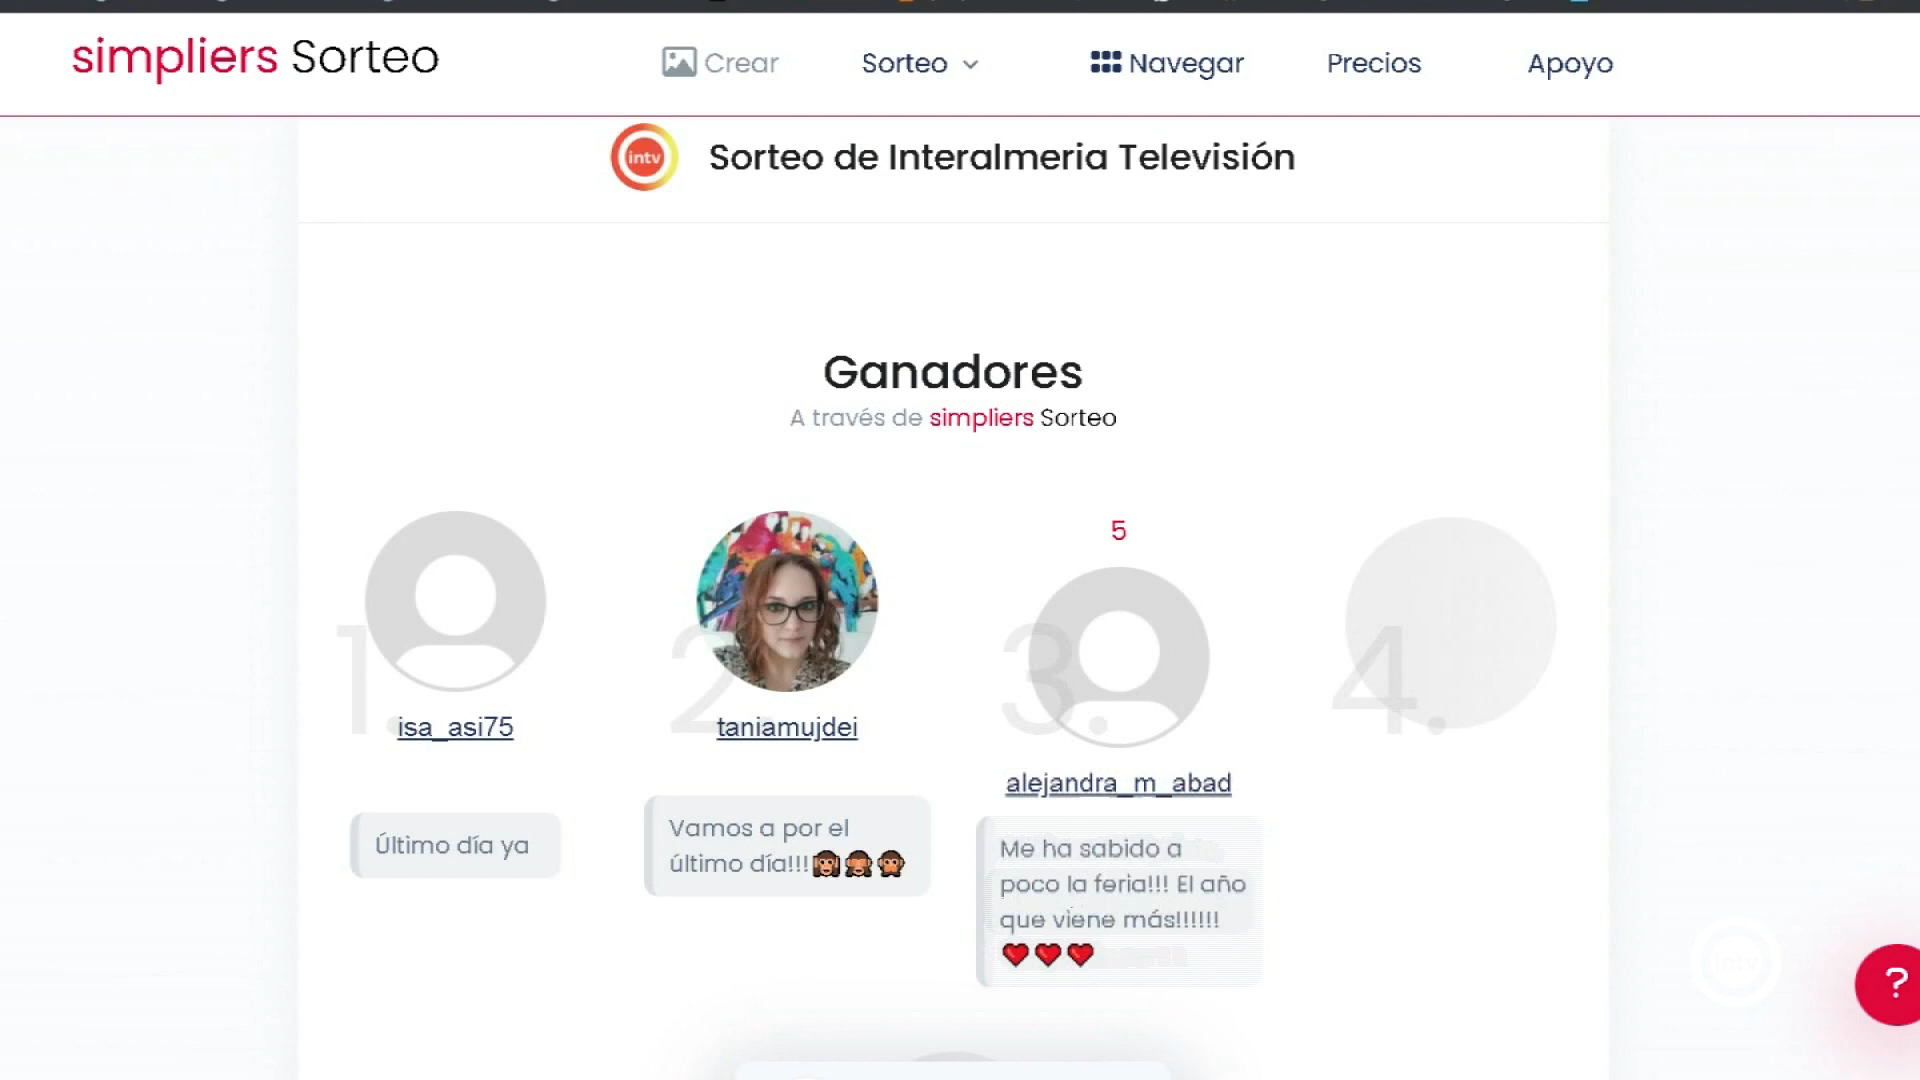 simpliers Sorteo
Crear
Sorteo
Navegar
Precios
Apoyo
intv
Sorteo de Interalmeria Televisión
Ganadores
A través de simpliers Sorteo
1.
isa_asi75
Último día ya
2.
taniamujdei
Vamos a por el
último día!!!🙉🙈🙊
5
3.
alejandra_m_abad
Me ha sabido a
poco la feria!!! El año
que viene más!!!!!!
❤️❤️❤️
4.
intv
?